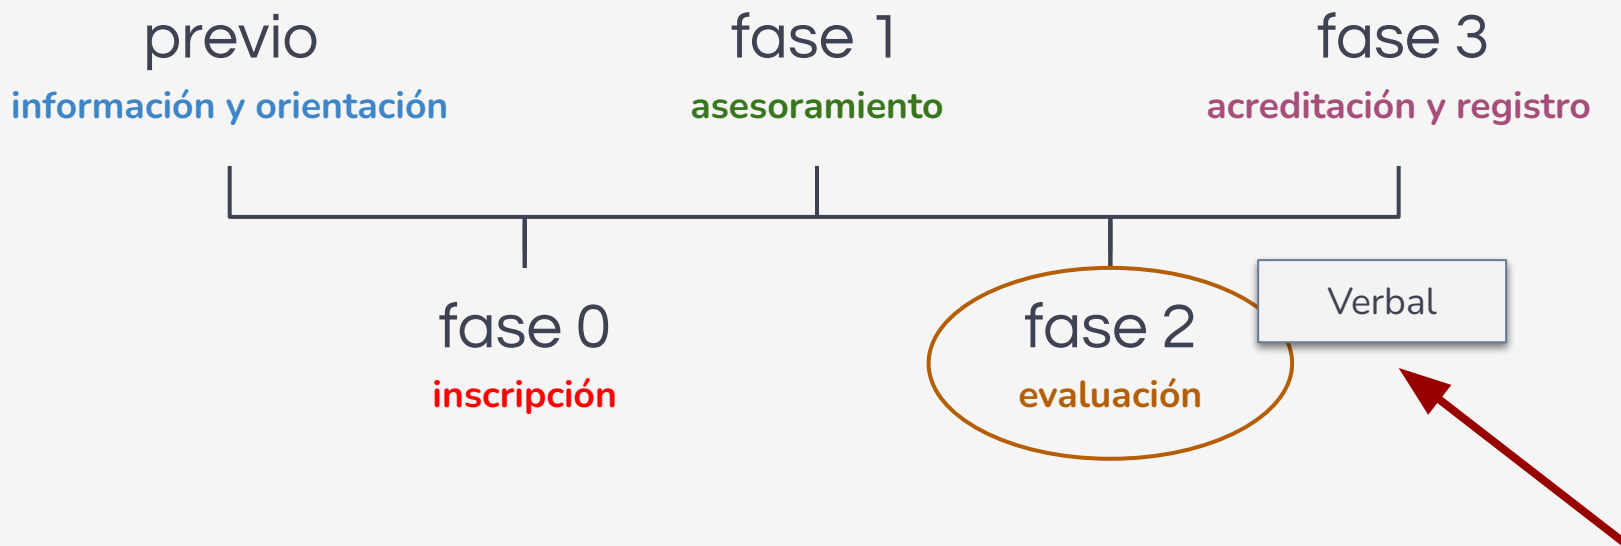 previo
información y orientación
fase 1
asesoramiento
fase 3
acreditación y registro
fase 0
inscripción
fase 2
evaluación
Verbal